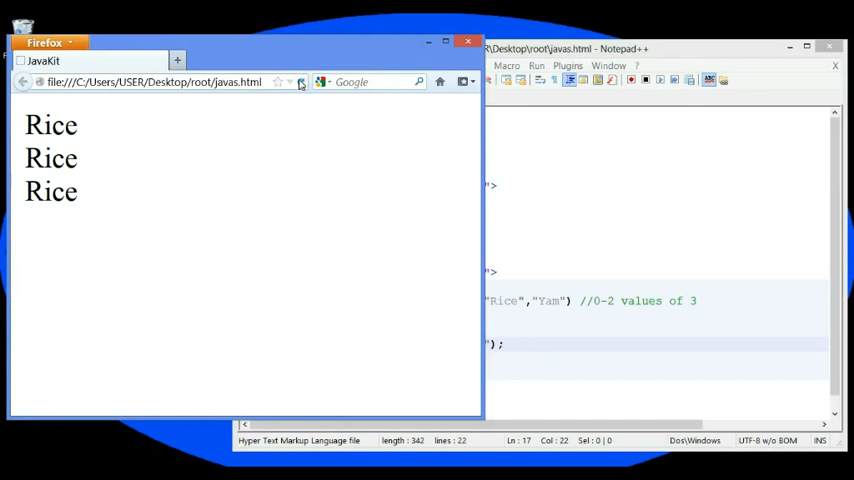 Firefox
R\Desktop\root\javas.html - Notepad++
JavaKit
Macro Run Plugins Window ? X
file:///C:/Users/USER/Desktop/root/javas.html
Google
ABC
Rice
Rice
Rice
">
">
"Rice","Yam") //0-2 values of 3
");
Hyper Text Markup Language file length : 342 lines : 22 Ln : 17 Col : 22 Sel : 0 | 0 Dos\Windows UTF-8 w/o BOM INS